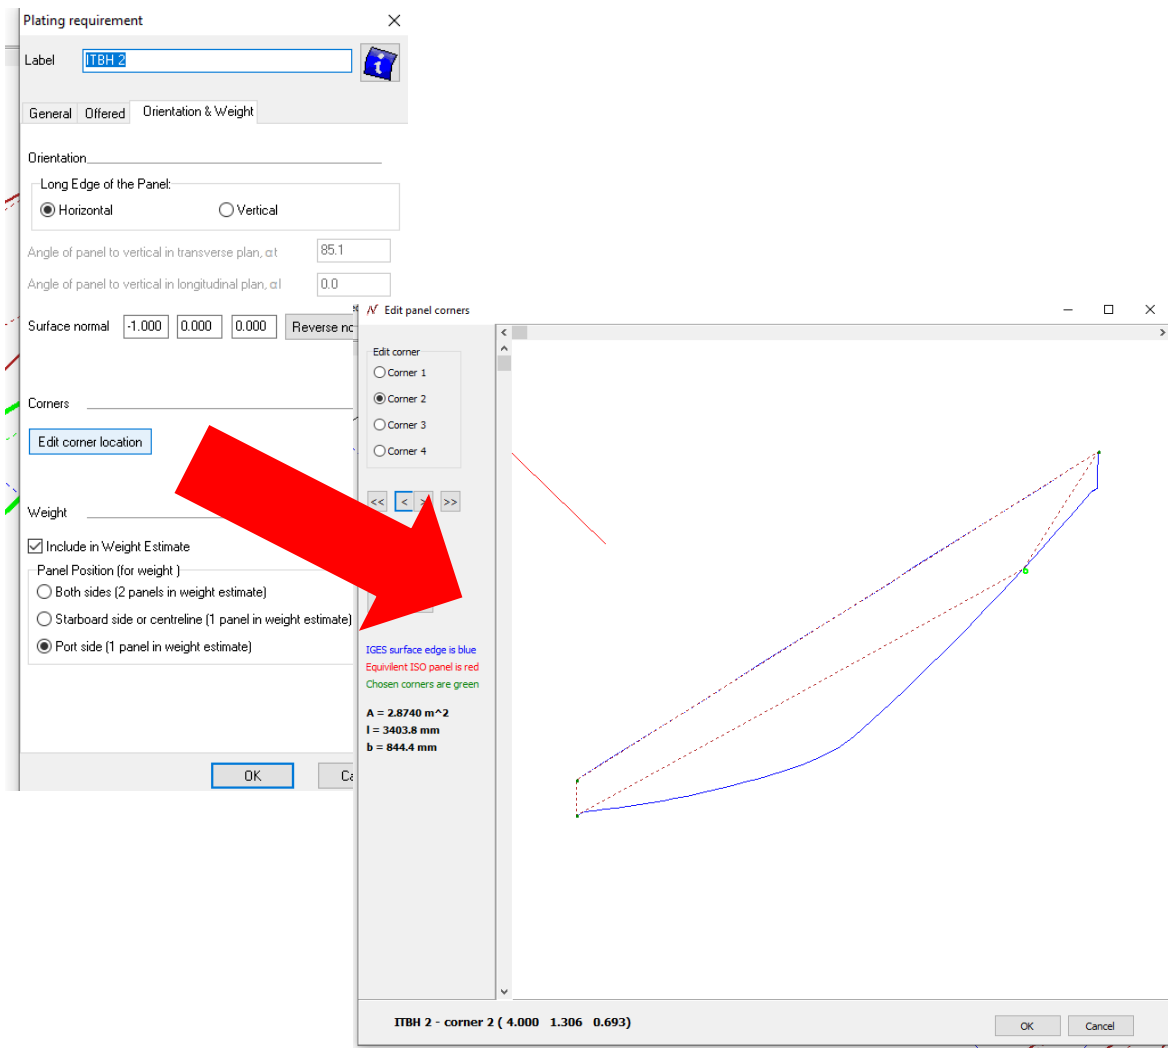 Plating requirement
Label ITBH 2
General Offered Orientation & Weight
Orientation
Long Edge of the Panel:
Horizontal Vertical
Angle of panel to vertical in transverse plan, αt 85.1
Angle of panel to vertical in longitudinal plan, αl 0.0
Surface normal -1.000 0.000 0.000 Reverse no
Corners
Edit corner location
Weight
Include in Weight Estimate
Panel Position (for weight )
Both sides (2 panels in weight estimate)
Starboard side or centreline (1 panel in weight estimate)
Port side (1 panel in weight estimate)
OK Ca
Edit panel corners
Edit corner
Corner 1
Corner 2
Corner 3
Corner 4
<< < > >>
IGES surface edge is blue
Equivilent ISO panel is red
Chosen corners are green
A = 2.8740 m^2
l = 3403.8 mm
b = 844.4 mm
ITBH 2 - corner 2 ( 4.000 1.306 0.693)
OK Cancel